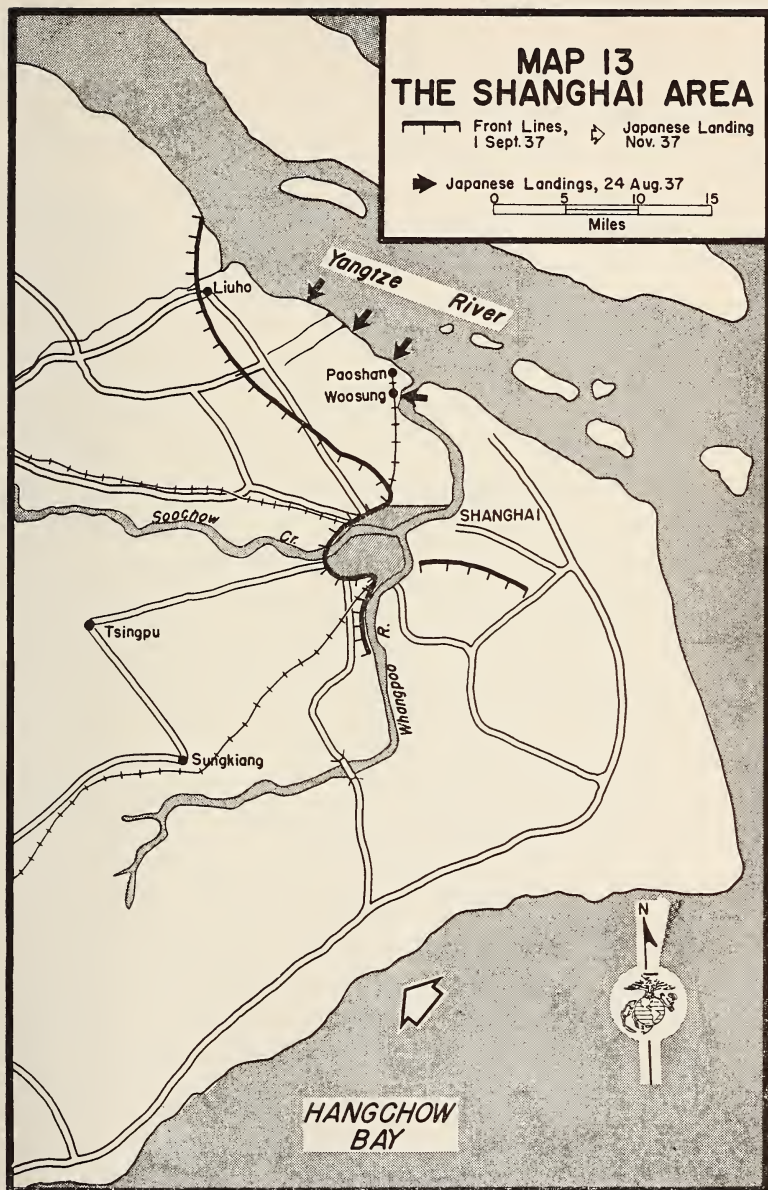 MAP 13
THE SHANGHAI AREA
Front Lines,
1 Sept. 37
Japanese Landing
Nov. 37
Japanese Landings, 24 Aug. 37
0 5 10 15
Miles
Yangtze River
Liuho
Paoshan
Woosung
SHANGHAI
Soochow Cr.
Tsingpu
R.
Whangpoo
Sungkiang
N
HANGCHOW
BAY